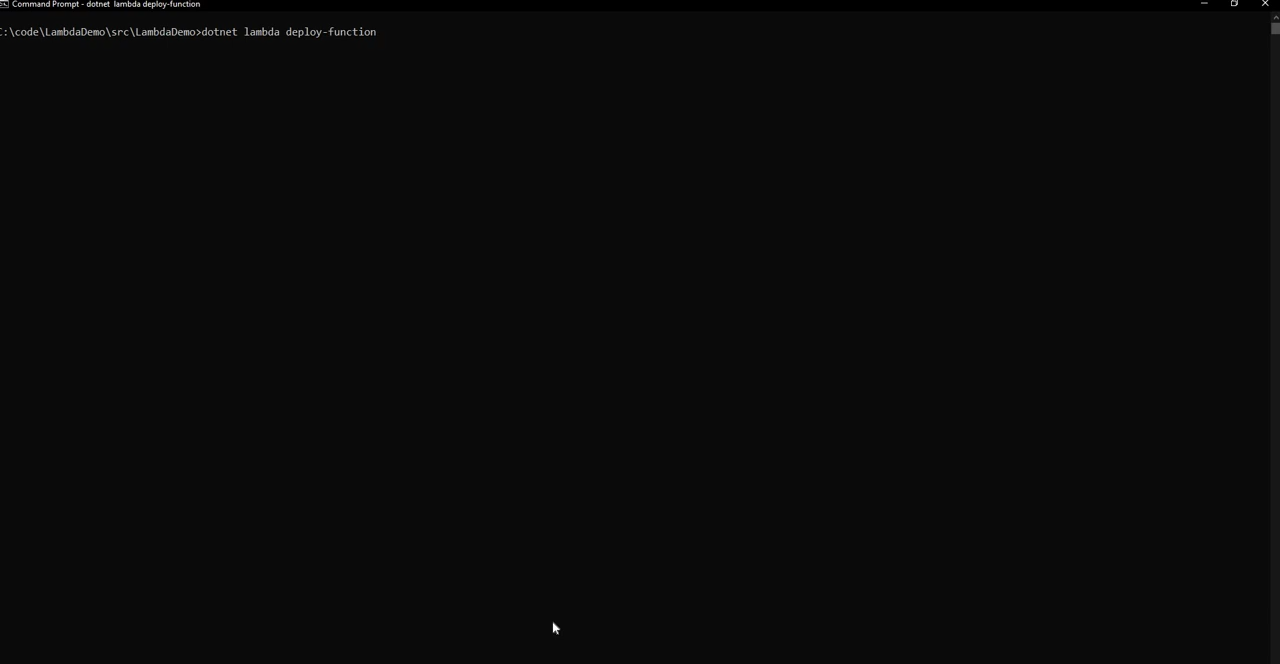 Command Prompt - dotnet lambda deploy-function
:\code\LambdaDemo\src\LambdaDemo>dotnet lambda deploy-function